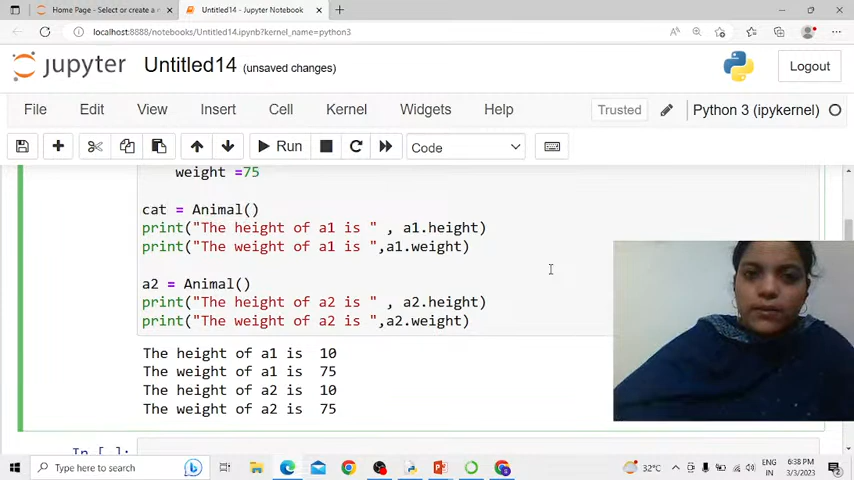 Home Page - Select or create a n
Untitled14 - Jupyter Notebook
localhost:8888/notebooks/Untitled14.ipynb?kernel_name=python3
jupyter Untitled14 (unsaved changes) Logout
File Edit View Insert Cell Kernel Widgets Help Trusted Python 3 (ipykernel)
Run Code
weight =75
cat = Animal()
print("The height of a1 is " , a1.height)
print("The weight of a1 is ",a1.weight)
a2 = Animal()
print("The height of a2 is " , a2.height)
print("The weight of a2 is ",a2.weight)
The height of a1 is  10
The weight of a1 is  75
The height of a2 is  10
The weight of a2 is  75
In [ ]:
Type here to search
32°C
ENG
IN
6:38 PM
3/3/2023